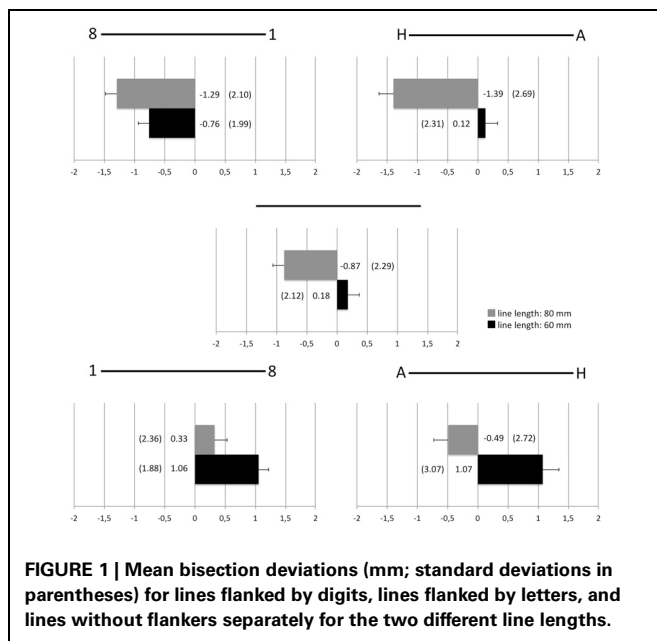 8 1 H A
-1.29 (2.10) -1.39 (2.69)
-0.76 (1.99) (2.31) 0.12
-2 -1,5 -1 -0,5 0 0,5 1 1,5 2 -2 -1,5 -1 -0,5 0 0,5 1 1,5 2
-0.87 (2.29)
(2.12) 0.18
line length: 80 mm
line length: 60 mm
-2 -1,5 -1 -0,5 0 0,5 1 1,5 2
1 8 A H
(2.36) 0.33 -0.49 (2.72)
(1.88) 1.06 (3.07) 1.07
-2 -1,5 -1 -0,5 0 0,5 1 1,5 2 -2 -1,5 -1 -0,5 0 0,5 1 1,5 2
FIGURE 1 | Mean bisection deviations (mm; standard deviations in
parentheses) for lines flanked by digits, lines flanked by letters, and
lines without flankers separately for the two different line lengths.